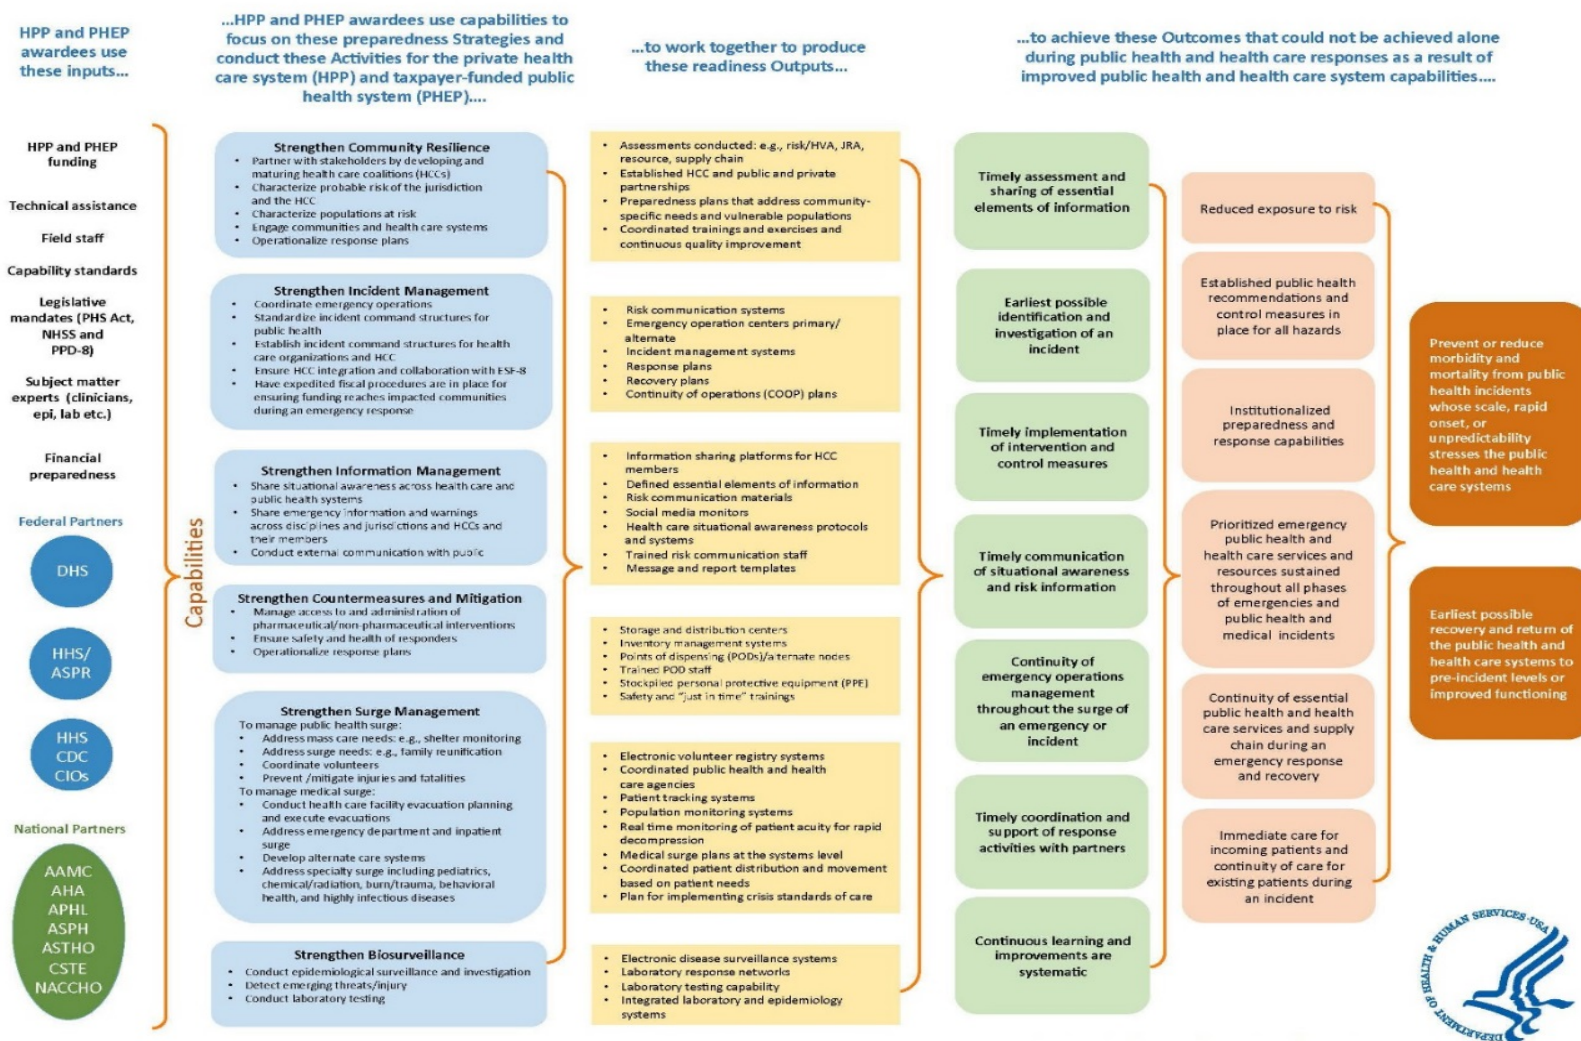 HPP and PHEP
awardees use
these inputs...
...HPP and PHEP awardees use capabilities to
focus on these preparedness Strategies and
conduct these Activities for the private health
care system (HPP) and taxpayer-funded public
health system (PHEP)....
...to work together to produce
these readiness Outputs...
...to achieve these Outcomes that could not be achieved alone
during public health and health care responses as a result of
improved public health and health care system capabilities....
HPP and PHEP
funding
Technical assistance
Field staff
Capability standards
Legislative
mandates (PHS Act,
NHSS and
PPD-8)
Subject matter
experts (clinicians,
epi, lab etc.)
Financial
preparedness
Federal Partners
DHS
HHS/
ASPR
HHS
CDC
CIOs
National Partners
AAMC
AHA
APHL
ASPH
ASTHO
CSTE
NACCHO
Capabilities
Strengthen Community Resilience
• Partner with stakeholders by developing and
maturing health care coalitions (HCCs)
• Characterize probable risk of the jurisdiction
and the HCC
• Characterize populations at risk
• Engage communities and health care systems
• Operationalize response plans
Strengthen Incident Management
• Coordinate emergency operations
• Standardize incident command structures for
public health
• Establish incident command structures for health
care organizations and HCC
• Ensure HCC integration and collaboration with ESF-8
• Have expedited fiscal procedures are in place for
ensuring funding reaches impacted communities
during an emergency response
Strengthen Information Management
• Share situational awareness across health care and
public health systems
• Share emergency information and warnings
across disciplines and jurisdictions and HCCs and
their members
• Conduct external communication with public
Strengthen Countermeasures and Mitigation
• Manage access to and administration of
pharmaceutical/non-pharmaceutical interventions
• Ensure safety and health of responders
• Operationalize response plans
Strengthen Surge Management
To manage public health surge:
• Address mass care needs: e.g., shelter monitoring
• Address surge needs: e.g., family reunification
• Coordinate volunteers
• Prevent /mitigate injuries and fatalities
To manage medical surge:
• Conduct health care facility evacuation planning
and execute evacuations
• Address emergency department and inpatient
surge
• Develop alternate care systems
• Address specialty surge including pediatrics,
chemical/radiation, burn/trauma, behavioral
health, and highly infectious diseases
Strengthen Biosurveillance
• Conduct epidemiological surveillance and investigation
• Detect emerging threats/injury
• Conduct laboratory testing
• Assessments conducted: e.g., risk/HVA, JRA,
resource, supply chain
• Established HCC and public and private
partnerships
• Preparedness plans that address community-
specific needs and vulnerable populations
• Coordinated trainings and exercises and
continuous quality improvement
• Risk communication systems
• Emergency operation centers primary/
alternate
• Incident management systems
• Response plans
• Recovery plans
• Continuity of operations (COOP) plans
• Information sharing platforms for HCC
members
• Defined essential elements of information
• Risk communication materials
• Social media monitors
• Health care situational awareness protocols
and systems
• Trained risk communication staff
• Message and report templates
• Storage and distribution centers
• Inventory management systems
• Points of dispensing (PODs)/alternate nodes
• Trained POD staff
• Stockpiled personal protective equipment (PPE)
• Safety and “just in time” trainings
• Electronic volunteer registry systems
• Coordinated public health and health
care agencies
• Patient tracking systems
• Population monitoring systems
• Real time monitoring of patient acuity for rapid
decompression
• Medical surge plans at the systems level
• Coordinated patient distribution and movement
based on patient needs
• Plan for implementing crisis standards of care
• Electronic disease surveillance systems
• Laboratory response networks
• Laboratory testing capability
• Integrated laboratory and epidemiology
systems
Timely assessment and
sharing of essential
elements of information
Earliest possible
identification and
investigation of an
incident
Timely implementation
of intervention and
control measures
Timely communication
of situational awareness
and risk information
Continuity of
emergency operations
management
throughout the surge of
an emergency or
incident
Timely coordination and
support of response
activities with partners
Continuous learning and
improvements are
systematic
Reduced exposure to risk
Established public health
recommendations and
control measures in
place for all hazards
Institutionalized
preparedness and
response capabilities
Prioritized emergency
public health and
health care services and
resources sustained
throughout all phases
of emergencies and
public health and
medical incidents
Continuity of essential
public health and health
care services and supply
chain during an
emergency response
and recovery
Immediate care for
incoming patients and
continuity of care for
existing patients during
an incident
Prevent or reduce
morbidity and
mortality from public
health incidents
whose scale, rapid
onset, or
unpredictability
stresses the public
health and health
care systems
Earliest possible
recovery and return of
the public health and
health care systems to
pre-incident levels or
improved functioning
DEPARTMENT OF HEALTH & HUMAN SERVICES·USA